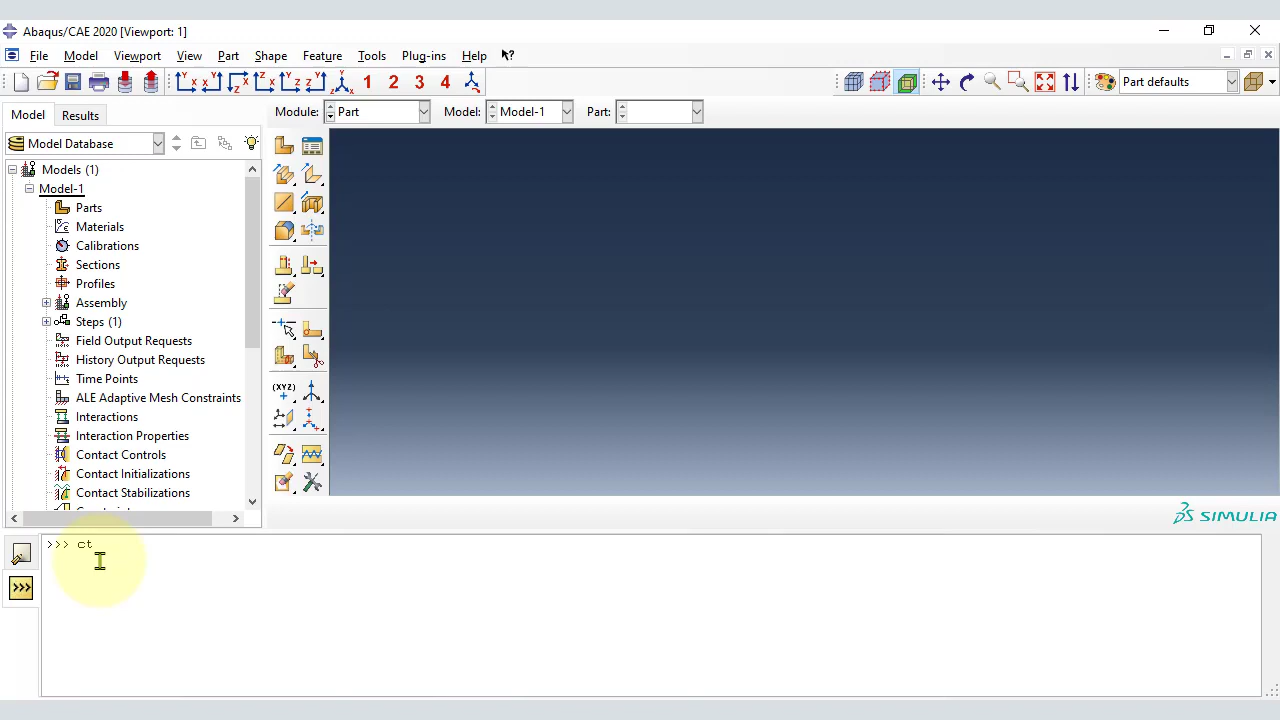 Abaqus/CAE 2020 [Viewport: 1]
File Model Viewport View Part Shape Feature Tools Plug-ins Help
1 2 3 4 Part defaults
Model Results
Module: Part Model: Model-1 Part:
Model Database
Models (1)
Model-1
Parts
Materials
Calibrations
Sections
Profiles
Assembly
Steps (1)
Field Output Requests
History Output Requests
Time Points
ALE Adaptive Mesh Constraints
Interactions
Interaction Properties
Contact Controls
Contact Initializations
Contact Stabilizations
(XYZ)
SIMULIA
>>> ct
>>>